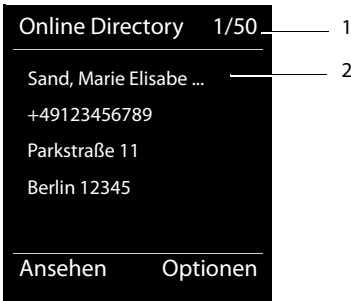 Online Directory 1/50 1
Sand, Marie Elisabe ... 2
+49123456789
Parkstraße 11
Berlin 12345
Ansehen Optionen